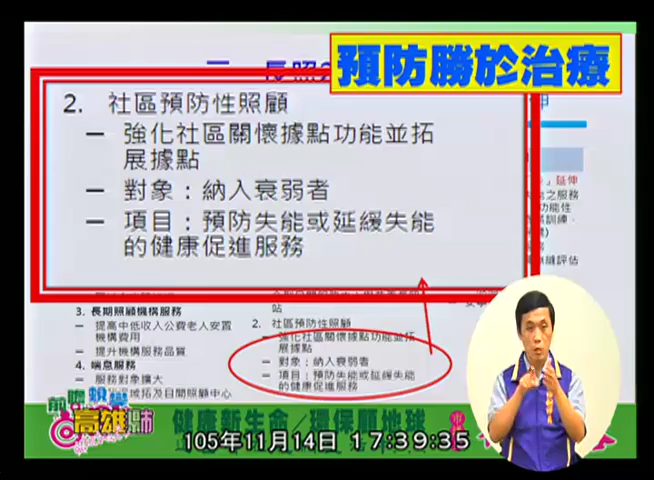 預防勝於治療
2. 社區預防性照顧
– 強化社區關懷據點功能並拓
展據點
– 對象：納入衰弱者
– 項目：預防失能或延緩失能
的健康促進服務
延伸
3. 長期照顧機構服務
– 提高中低收入公費老人安置
機構費用
– 提升機構服務品質
4. 喘息服務
– 服務對象擴大
2. 社區預防性照顧
– 強化社區關懷據點功能並拓
展據點
– 對象：納入衰弱者
– 項目：預防失能或延緩失能
的健康促進服務
前瞻
高雄
健康新生命/環保顧地球
105年11月14日 17:39:35